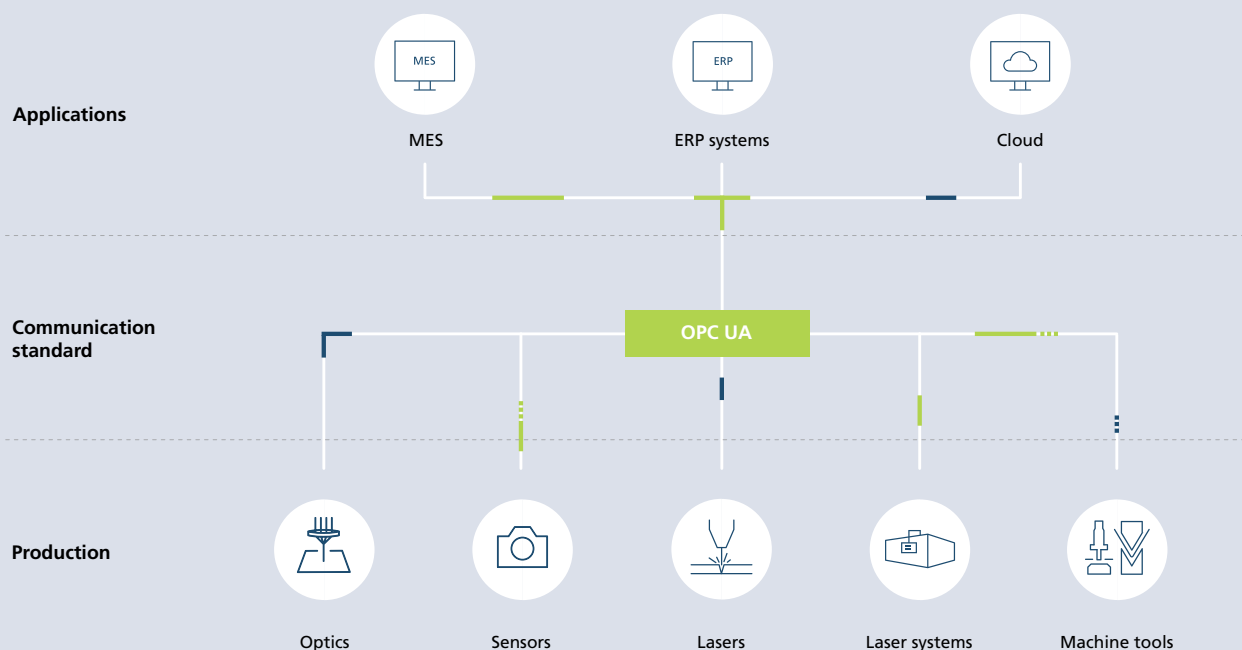 MES
ERP
Applications
MES
ERP systems
Cloud
Communication
standard
OPC UA
Production
Optics
Sensors
Lasers
Laser systems
Machine tools